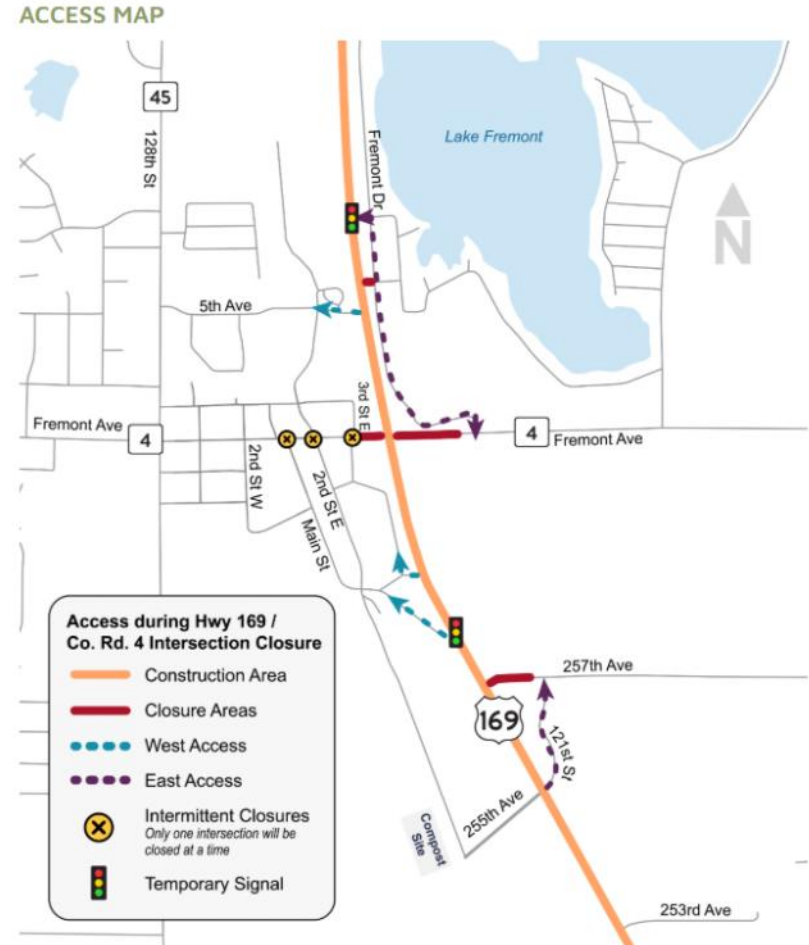 ACCESS MAP
45
128th St
Fremont Dr
Lake Fremont
N
5th Ave
3rd St E
Fremont Ave
4
4
Fremont Ave
2nd St W
2nd St E
Main St
257th Ave
169
121st St
255th Ave
Compost
Site
253rd Ave
Access during Hwy 169 /
Co. Rd. 4 Intersection Closure
Construction Area
Closure Areas
West Access
East Access
Intermittent Closures
Only one intersection will be
closed at a time
Temporary Signal